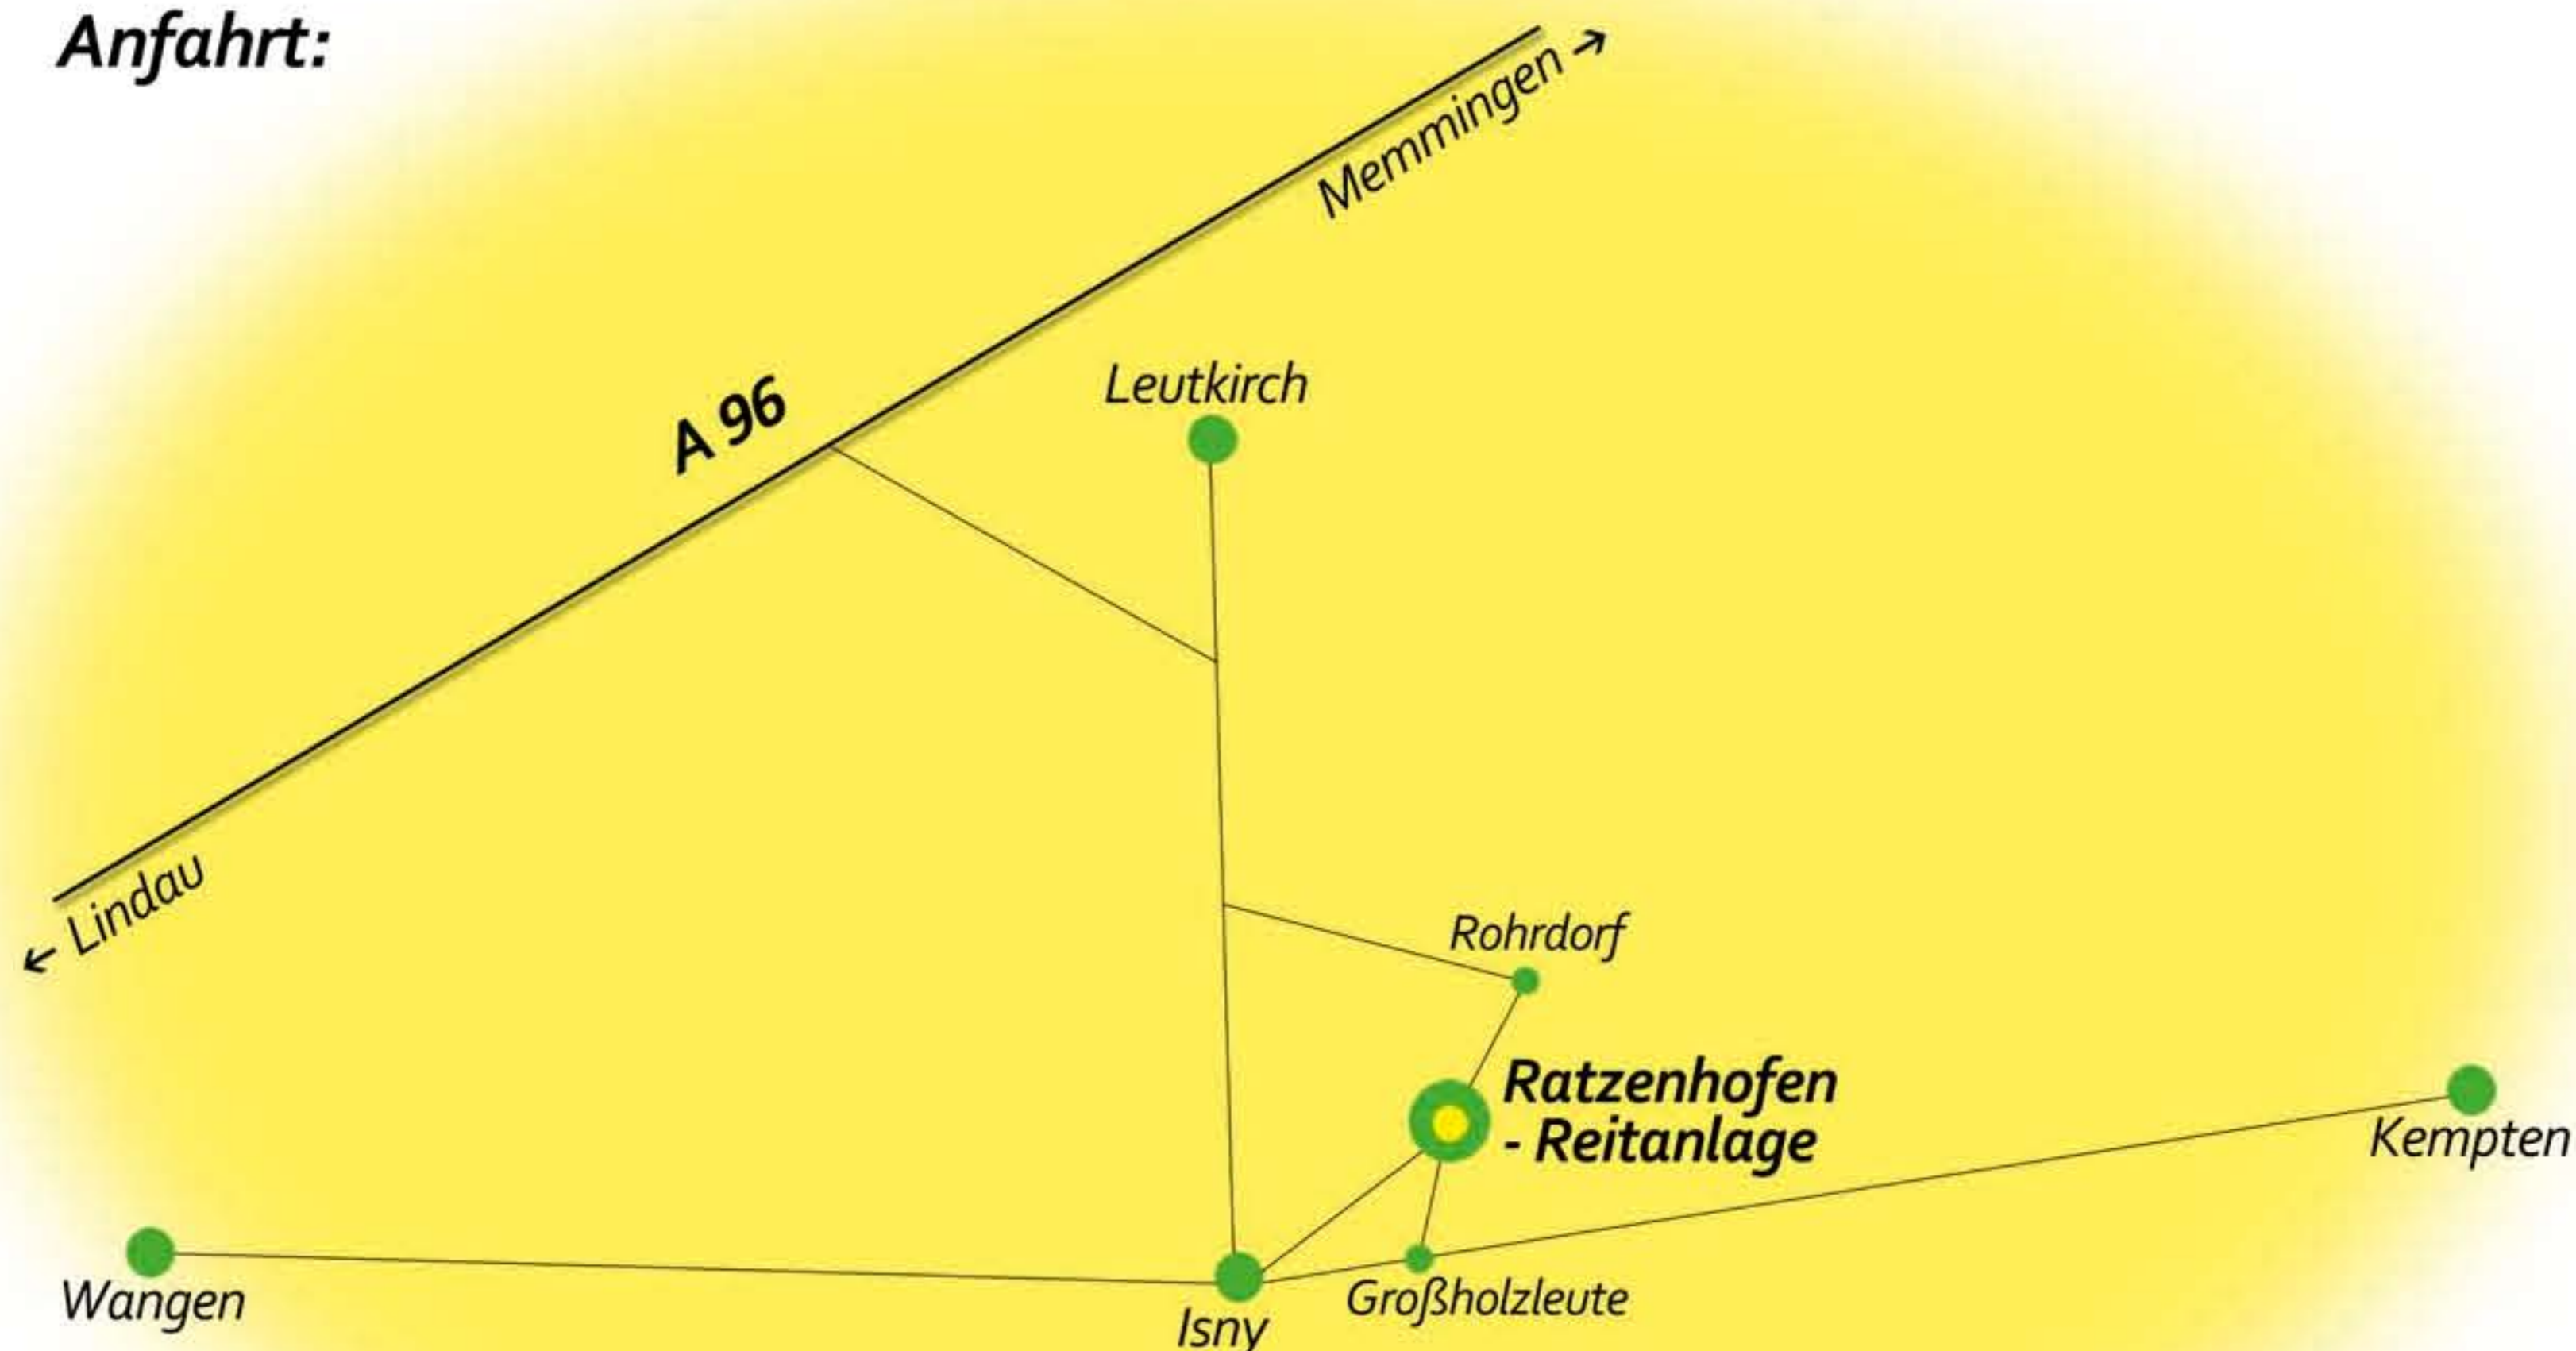 Anfahrt:
Memmingen →
A 96
Leutkirch
← Lindau
Rohrdorf
Ratzenhofen
- Reitanlage
Kempten
Wangen
Großholzleute
Isny